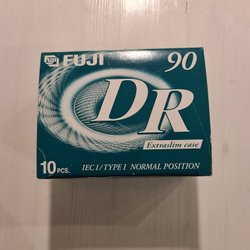 FUJI 90
DR
Extraslim case
10 PCS.
IEC I / TYPE I NORMAL POSITION